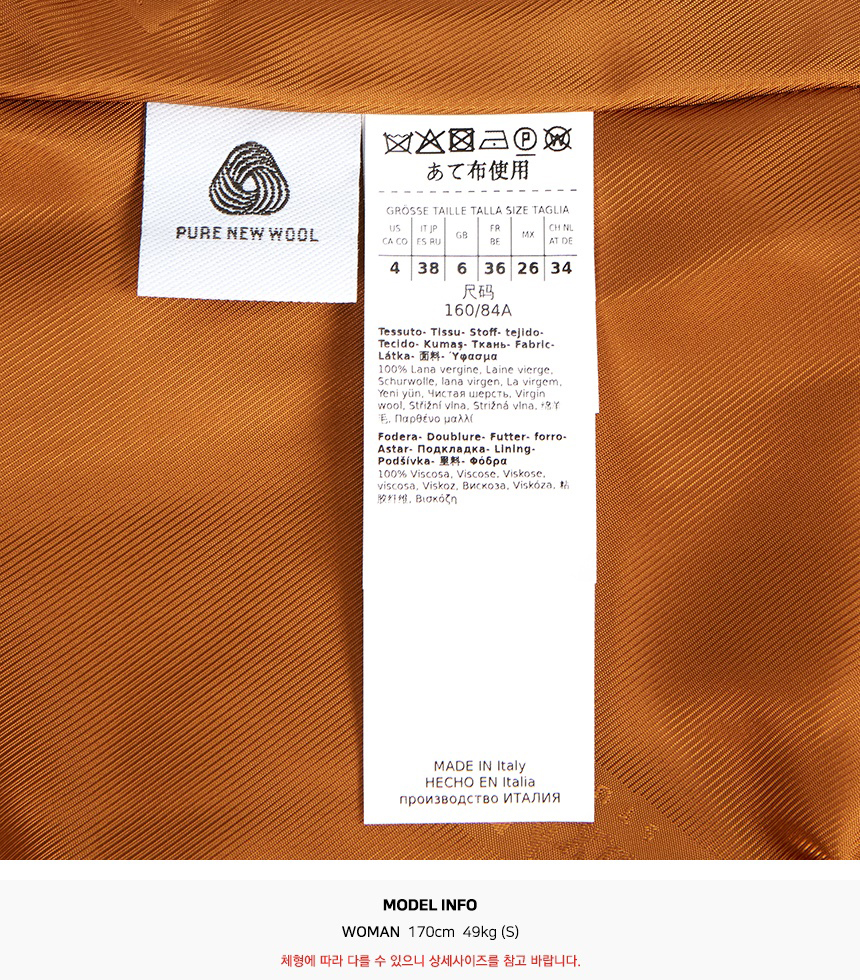 PURE NEW WOOL
あて布使用
GRÖSSE TAILLE TALLA SIZE TAGLIA
US CA CO
IT JP ES RU
GB
FR BE
MX
CH NL AT DE
4 38 6 36 26 34
尺码
160/84A
Tessuto- Tissu- Stoff- tejido-
Tecido- Kumaş- Ткань- Fabric-
Látka- 面料- Ύφασμα
100% Lana vergine, Laine vierge,
Schurwolle, lana virgen, La virgem,
Yeni yün, Чистая шерсть, Virgin
wool, Střižní vlna, Strižná vlna, 绵羊
毛, Παρθένο μαλλί
Fodera- Doublure- Futter- forro-
Astar- Подкладка- Lining-
Podšívka- 里料- Φόδρα
100% Viscosa, Viscose, Viskose,
viscosa, Viskoz, Вискоза, Viskóza, 粘
胶纤维, Βισκόζη
MADE IN Italy
HECHO EN Italia
производство ИТАЛИЯ
MODEL INFO
WOMAN 170cm 49kg (S)
체형에 따라 다를 수 있으니 상세사이즈를 참고 바랍니다.